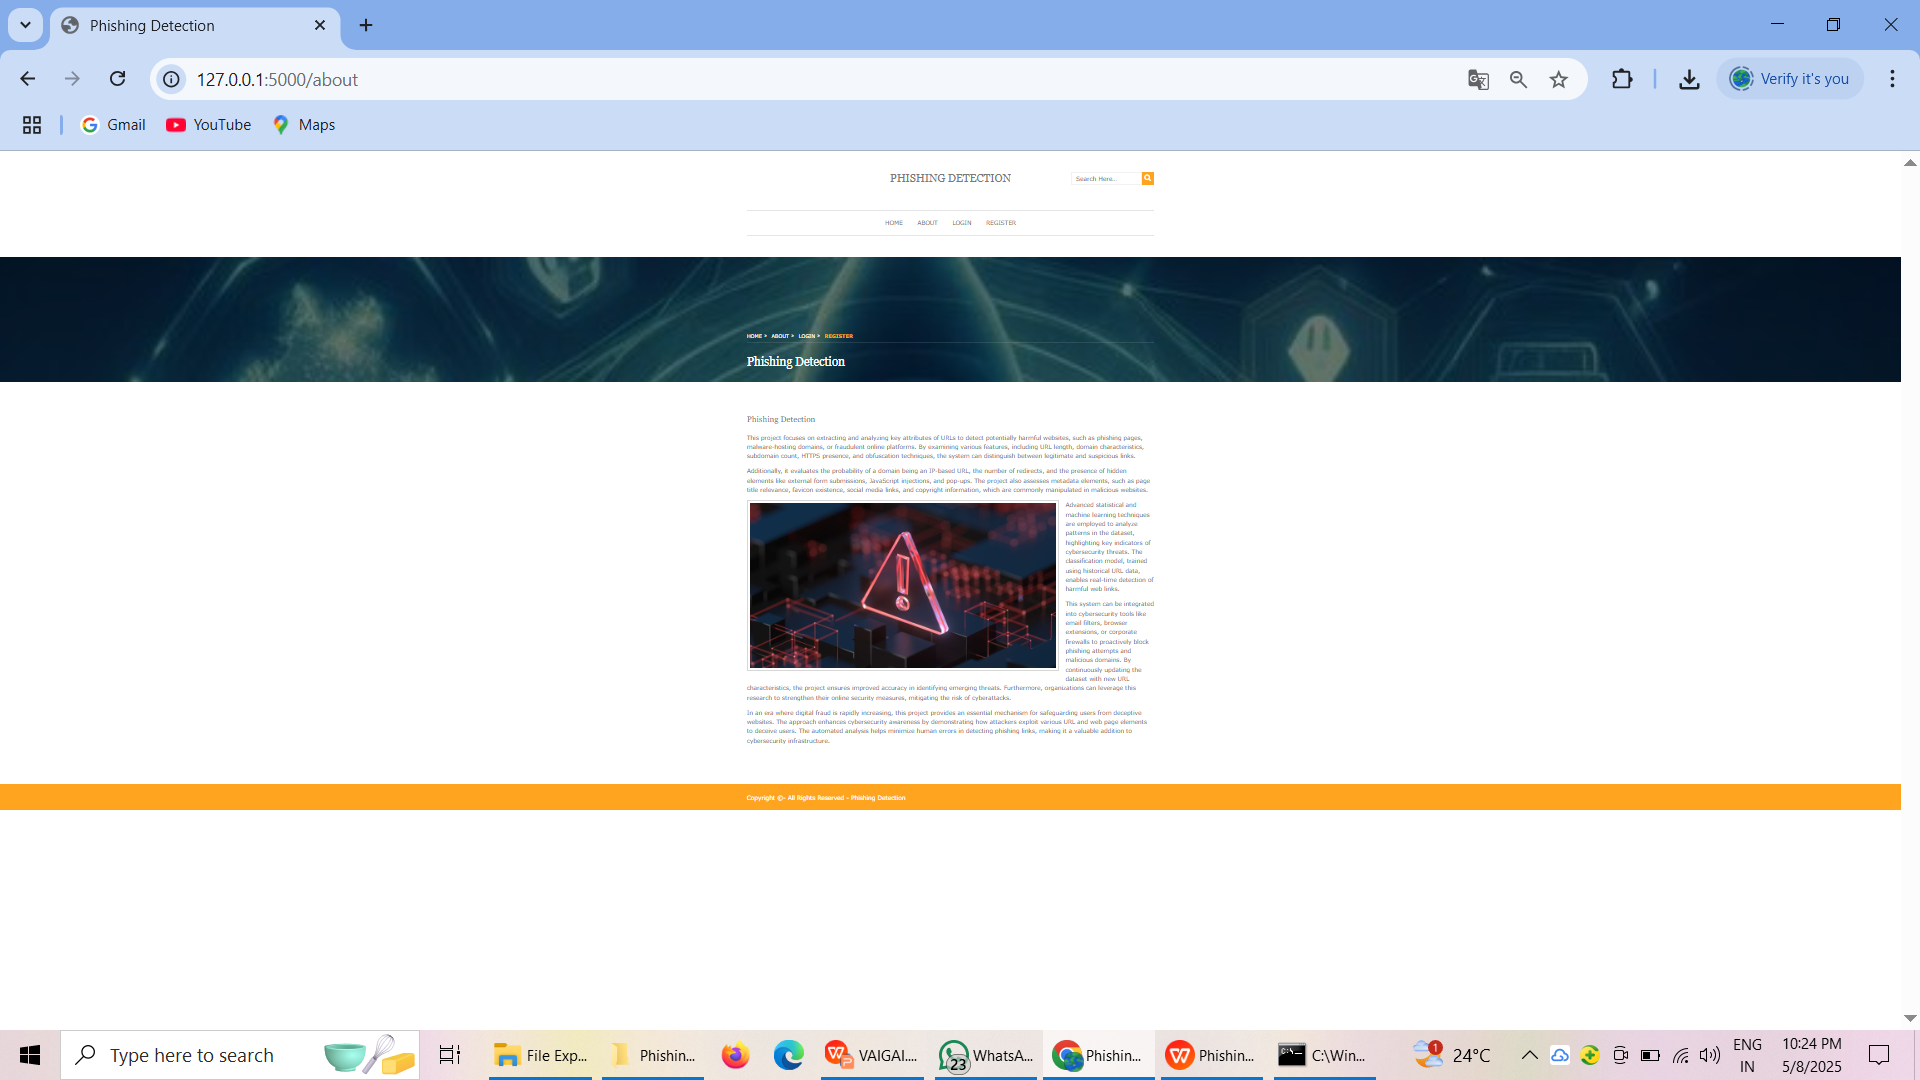 Phishing Detection
127.0.0.1:5000/about
Verify it's you
Gmail
YouTube
Maps
PHISHING DETECTION
Search Here..
HOME ABOUT LOGIN REGISTER
HOME > ABOUT > LOGIN > REGISTER
Phishing Detection
Phishing Detection
This project focuses on extracting and analyzing key attributes of URLs to detect potentially harmful websites, such as phishing pages,
malware-hosting domains, or fraudulent online platforms. By examining various features, including URL length, domain characteristics,
subdomain count, HTTPS presence, and obfuscation techniques, the system can distinguish between legitimate and suspicious links.
Additionally, it evaluates the probability of a domain being an IP-based URL, the number of redirects, and the presence of hidden
elements like external form submissions, JavaScript injections, and pop-ups. The project also assesses metadata elements, such as page
title relevance, favicon existence, social media links, and copyright information, which are commonly manipulated in malicious websites.
Advanced statistical and
machine learning techniques
are employed to analyze
patterns in the dataset,
highlighting key indicators of
cybersecurity threats. The
classification model, trained
using historical URL data,
enables real-time detection of
harmful web links.
This system can be integrated
into cybersecurity tools like
email filters, browser
extensions, or corporate
firewalls to proactively block
phishing attempts and
malicious domains. By
continuously updating the
dataset with new URL
characteristics, the project ensures improved accuracy in identifying emerging threats. Furthermore, organizations can leverage this
research to strengthen their online security measures, mitigating the risk of cyberattacks.
In an era where digital fraud is rapidly increasing, this project provides an essential mechanism for safeguarding users from deceptive
websites. The approach enhances cybersecurity awareness by demonstrating how attackers exploit various URL and web page elements
to deceive users. The automated analysis helps minimize human errors in detecting phishing links, making it a valuable addition to
cybersecurity infrastructure.
Copyright ©- All Rights Reserved - Phishing Detection
Type here to search
File Exp...
Phishin...
VAIGAI....
23
WhatsA...
Phishin...
Phishin...
C:\Win...
1
24°C
ENG
IN
10:24 PM
5/8/2025